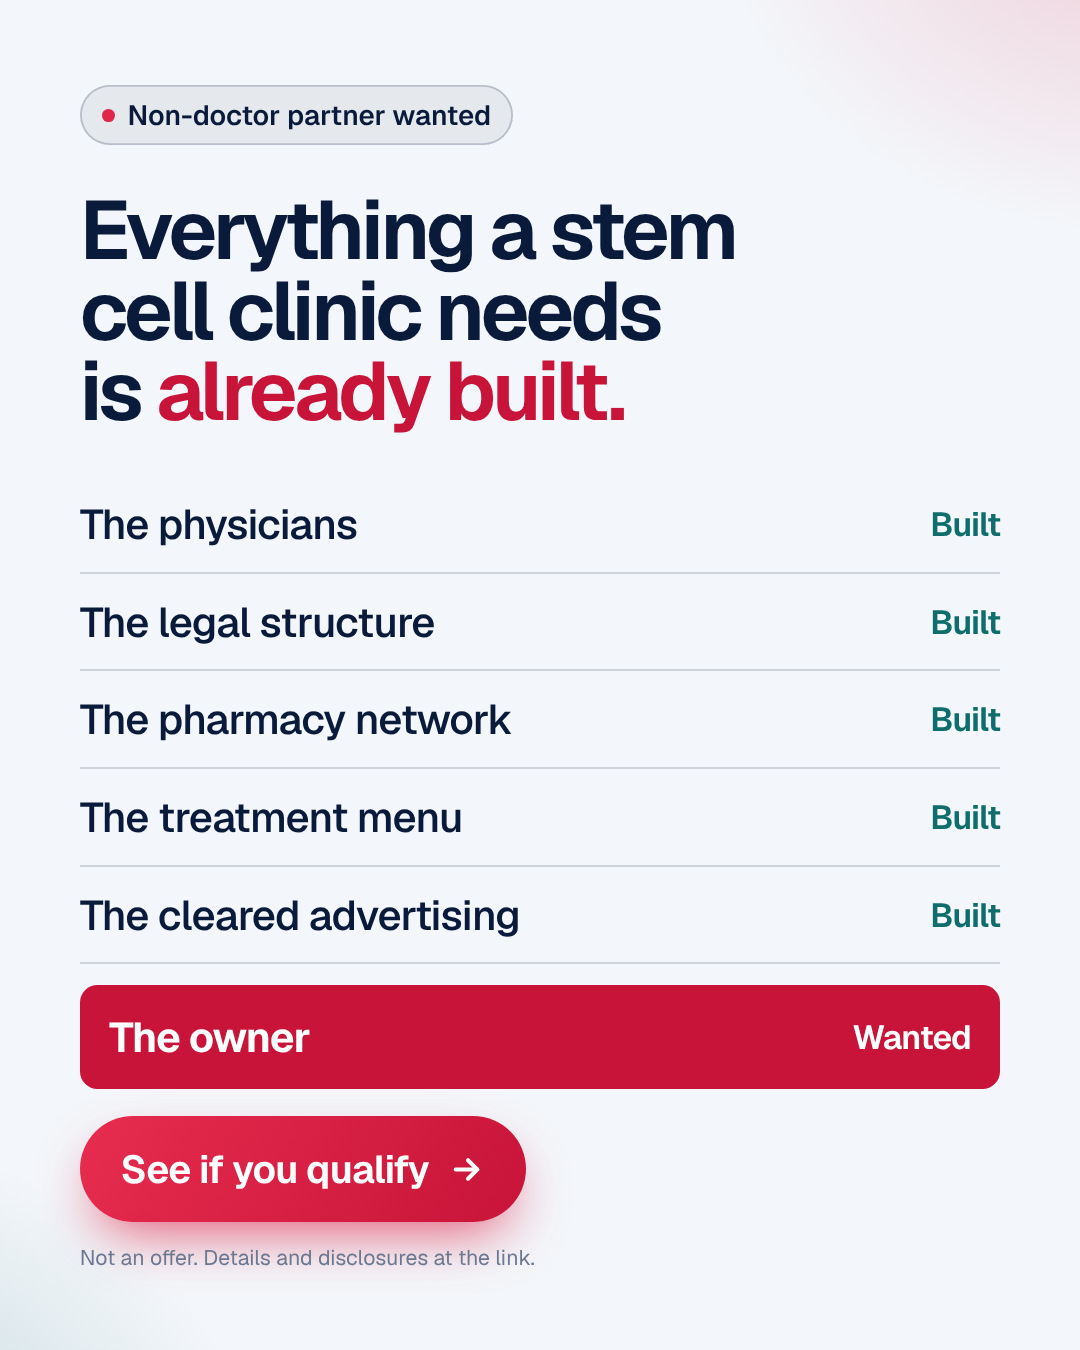 Non-doctor partner wanted
Everything a stem
cell clinic needs
is already built.
The physicians Built
The legal structure Built
The pharmacy network Built
The treatment menu Built
The cleared advertising Built
The owner Wanted
See if you qualify →
Not an offer. Details and disclosures at the link.